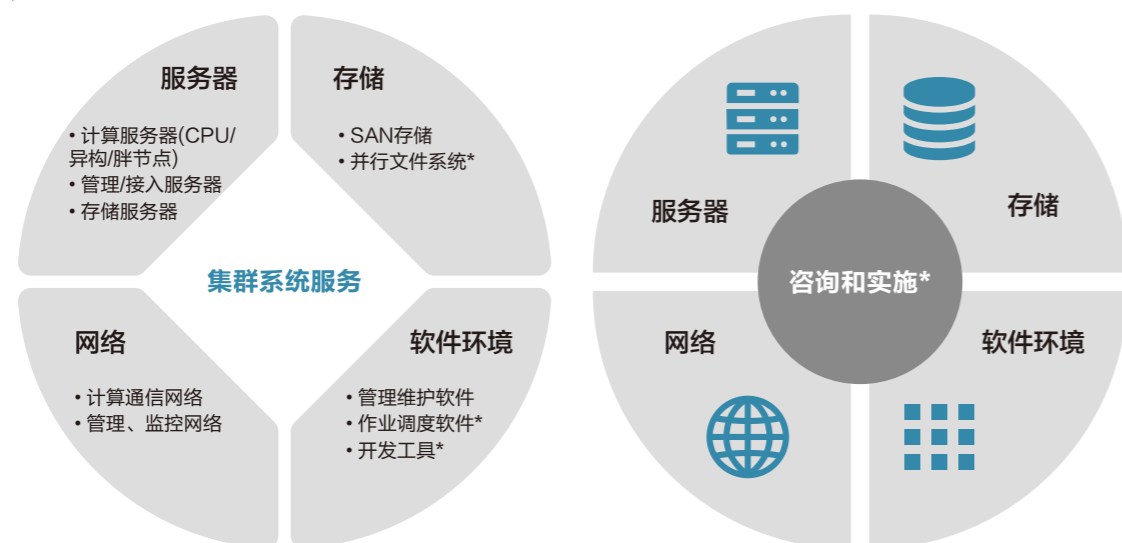 服务器
• 计算服务器(CPU/
异构/胖节点)
• 管理/接入服务器
• 存储服务器
存储
• SAN存储
• 并行文件系统*
集群系统服务
网络
• 计算通信网络
• 管理、监控网络
软件环境
• 管理维护软件
• 作业调度软件*
• 开发工具*
服务器
存储
咨询和实施*
网络
软件环境